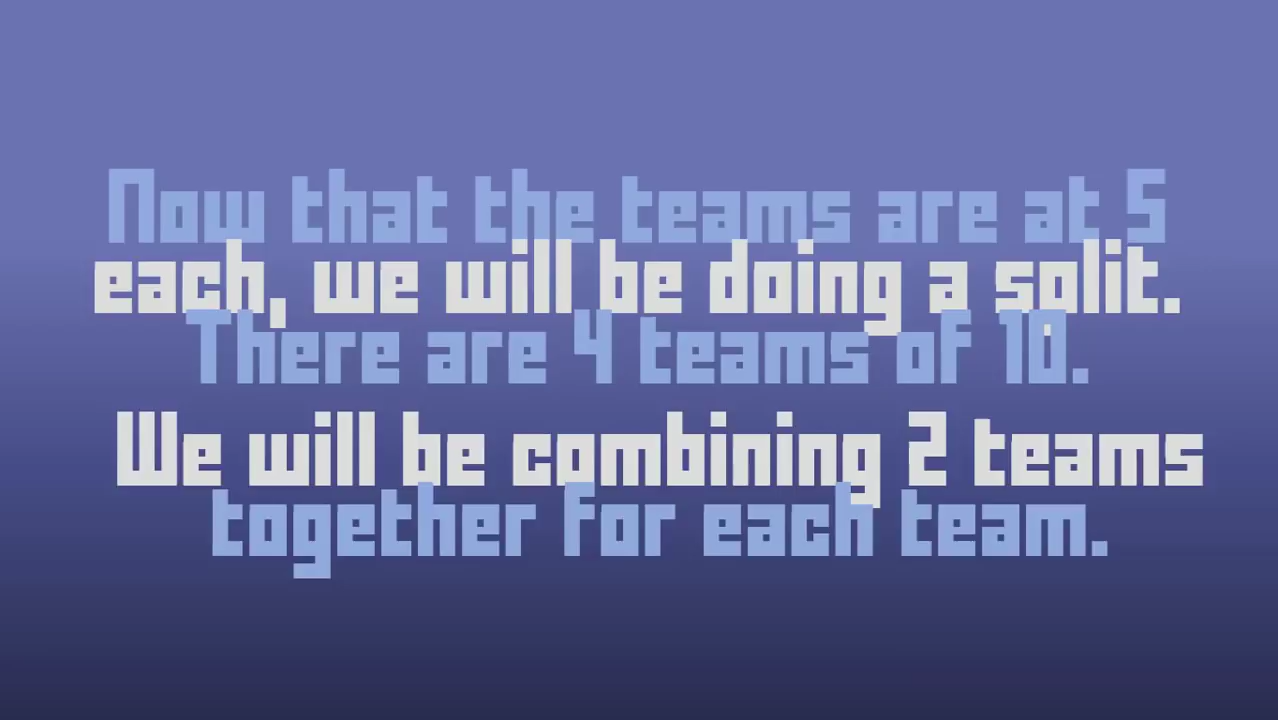 Now that the teams are at 5
each, we will be doing a split.
There are 4 teams of 10.
We will be combining 2 teams
together for each team.